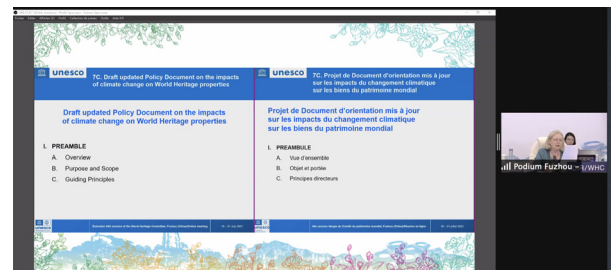 unesco
7C. Draft updated Policy Document on the impacts
of climate change on World Heritage properties
Draft updated Policy Document on the impacts
of climate change on World Heritage properties
I. PREAMBLE
A. Overview
B. Purpose and Scope
C. Guiding Principles
unesco
7C. Projet de Document d'orientation mis à jour
sur les impacts du changement climatique
sur les biens du patrimoine mondial
Projet de Document d'orientation mis à jour
sur les impacts du changement climatique
sur les biens du patrimoine mondial
I. PREAMBULE
A. Vue d'ensemble
B. Objet et portée
C. Principes directeurs
Podium Fuzhou - 
/WHC